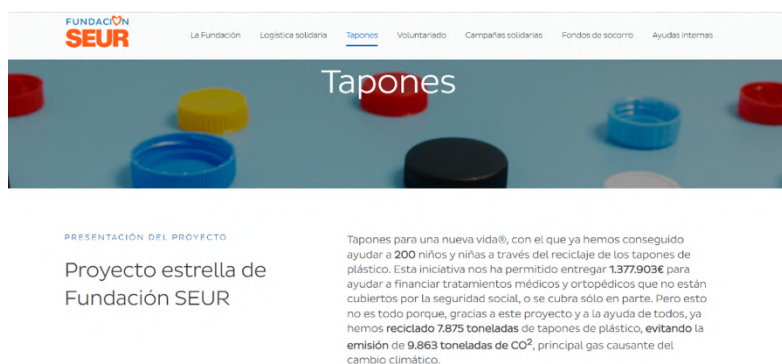 FUNDACIÓN
SEUR
La Fundación Logística solidaria Tapones Voluntariado Campañas solidarias Fondos de socorro Ayudas internas
Tapones
PRESENTACIÓN DEL PROYECTO
Proyecto estrella de
Fundación SEUR
Tapones para una nueva vida®, con el que ya hemos conseguido
ayudar a 200 niños y niñas a través del reciclaje de los tapones de
plástico. Esta iniciativa nos ha permitido entregar 1.377.903€ para
ayudar a financiar tratamientos médicos y ortopédicos que no están
cubiertos por la seguridad social, o se cubra sólo en parte. Pero esto
no es todo porque, gracias a este proyecto y a la ayuda de todos, ya
hemos reciclado 7.875 toneladas de tapones de plástico, evitando la
emisión de 9.863 toneladas de CO², principal gas causante del
cambio climático.